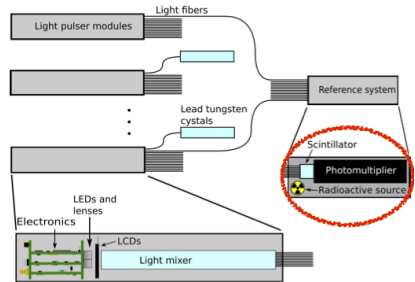 Light fibers
Light pulser modules
Reference system
Lead tungsten
cystals
Scintillator
Photomultiplier
Radioactive source
LEDs and
lenses
Electronics
LCDs
Light mixer